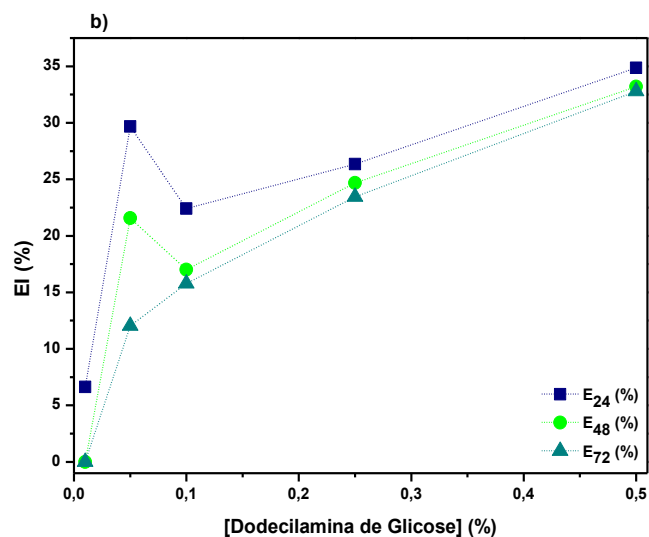 b)
35
30
25
20
15
10
5
0
EI (%)
0,0 0,1 0,2 0,3 0,4 0,5
[Dodecilamina de Glicose] (%)
E24 (%)
E48 (%)
E72 (%)